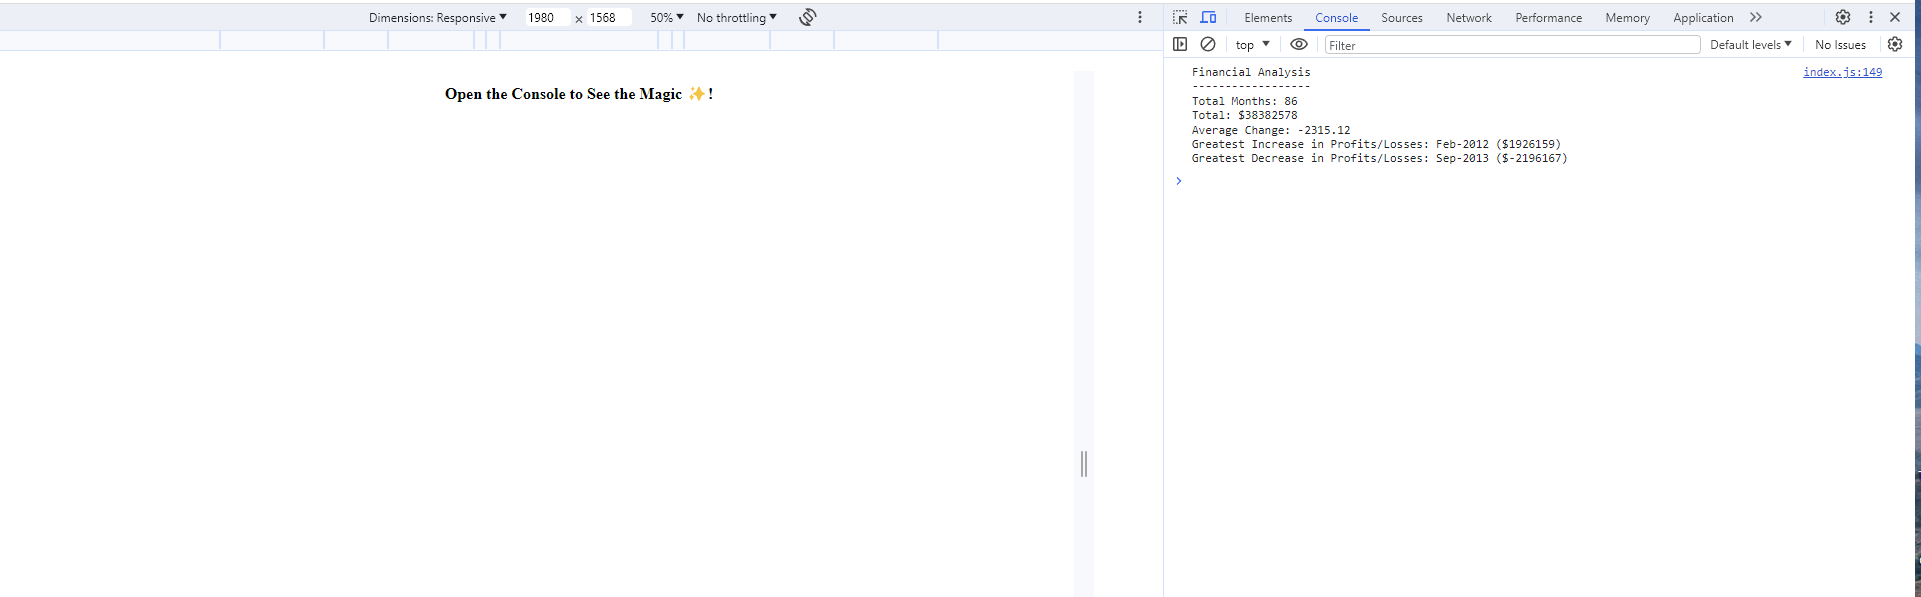 Dimensions: Responsive 1980 × 1568 50% No throttling
Elements Console Sources Network Performance Memory Application
top Filter Default levels No Issues
Open the Console to See the Magic ✨!
Financial Analysis index.js:149
------------------
Total Months: 86
Total: $38382578
Average Change: -2315.12
Greatest Increase in Profits/Losses: Feb-2012 ($1926159)
Greatest Decrease in Profits/Losses: Sep-2013 ($-2196167)